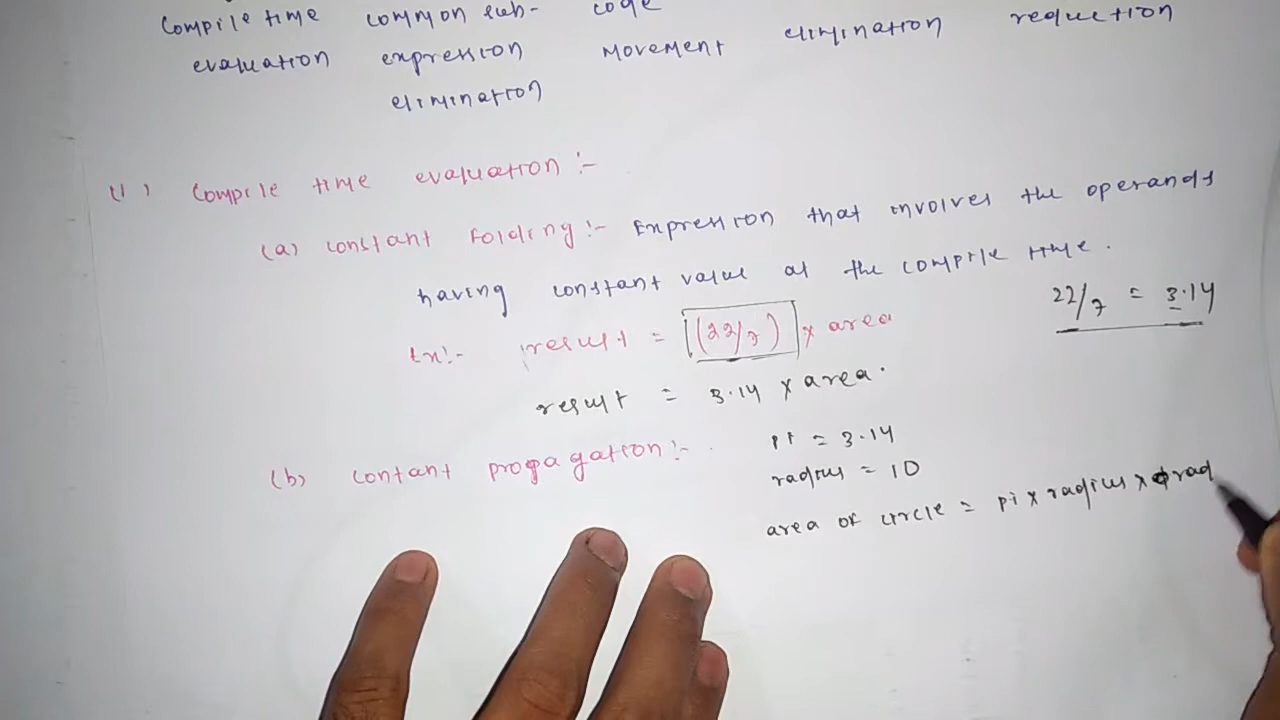 Compile time common sub- code
evaluation expression Movement elimination reduction
elimination
(1) Compile time evaluation :-
(a) constant Folding :- Expression that involves the operands
having constant value at the compile time.
Ex :- result = (22/7) × area
22/7 = 3.14
result = 3.14 × area.
(b) contant propagation :-
pi = 3.14
radius = 10
area of circle = pi × radius × rad